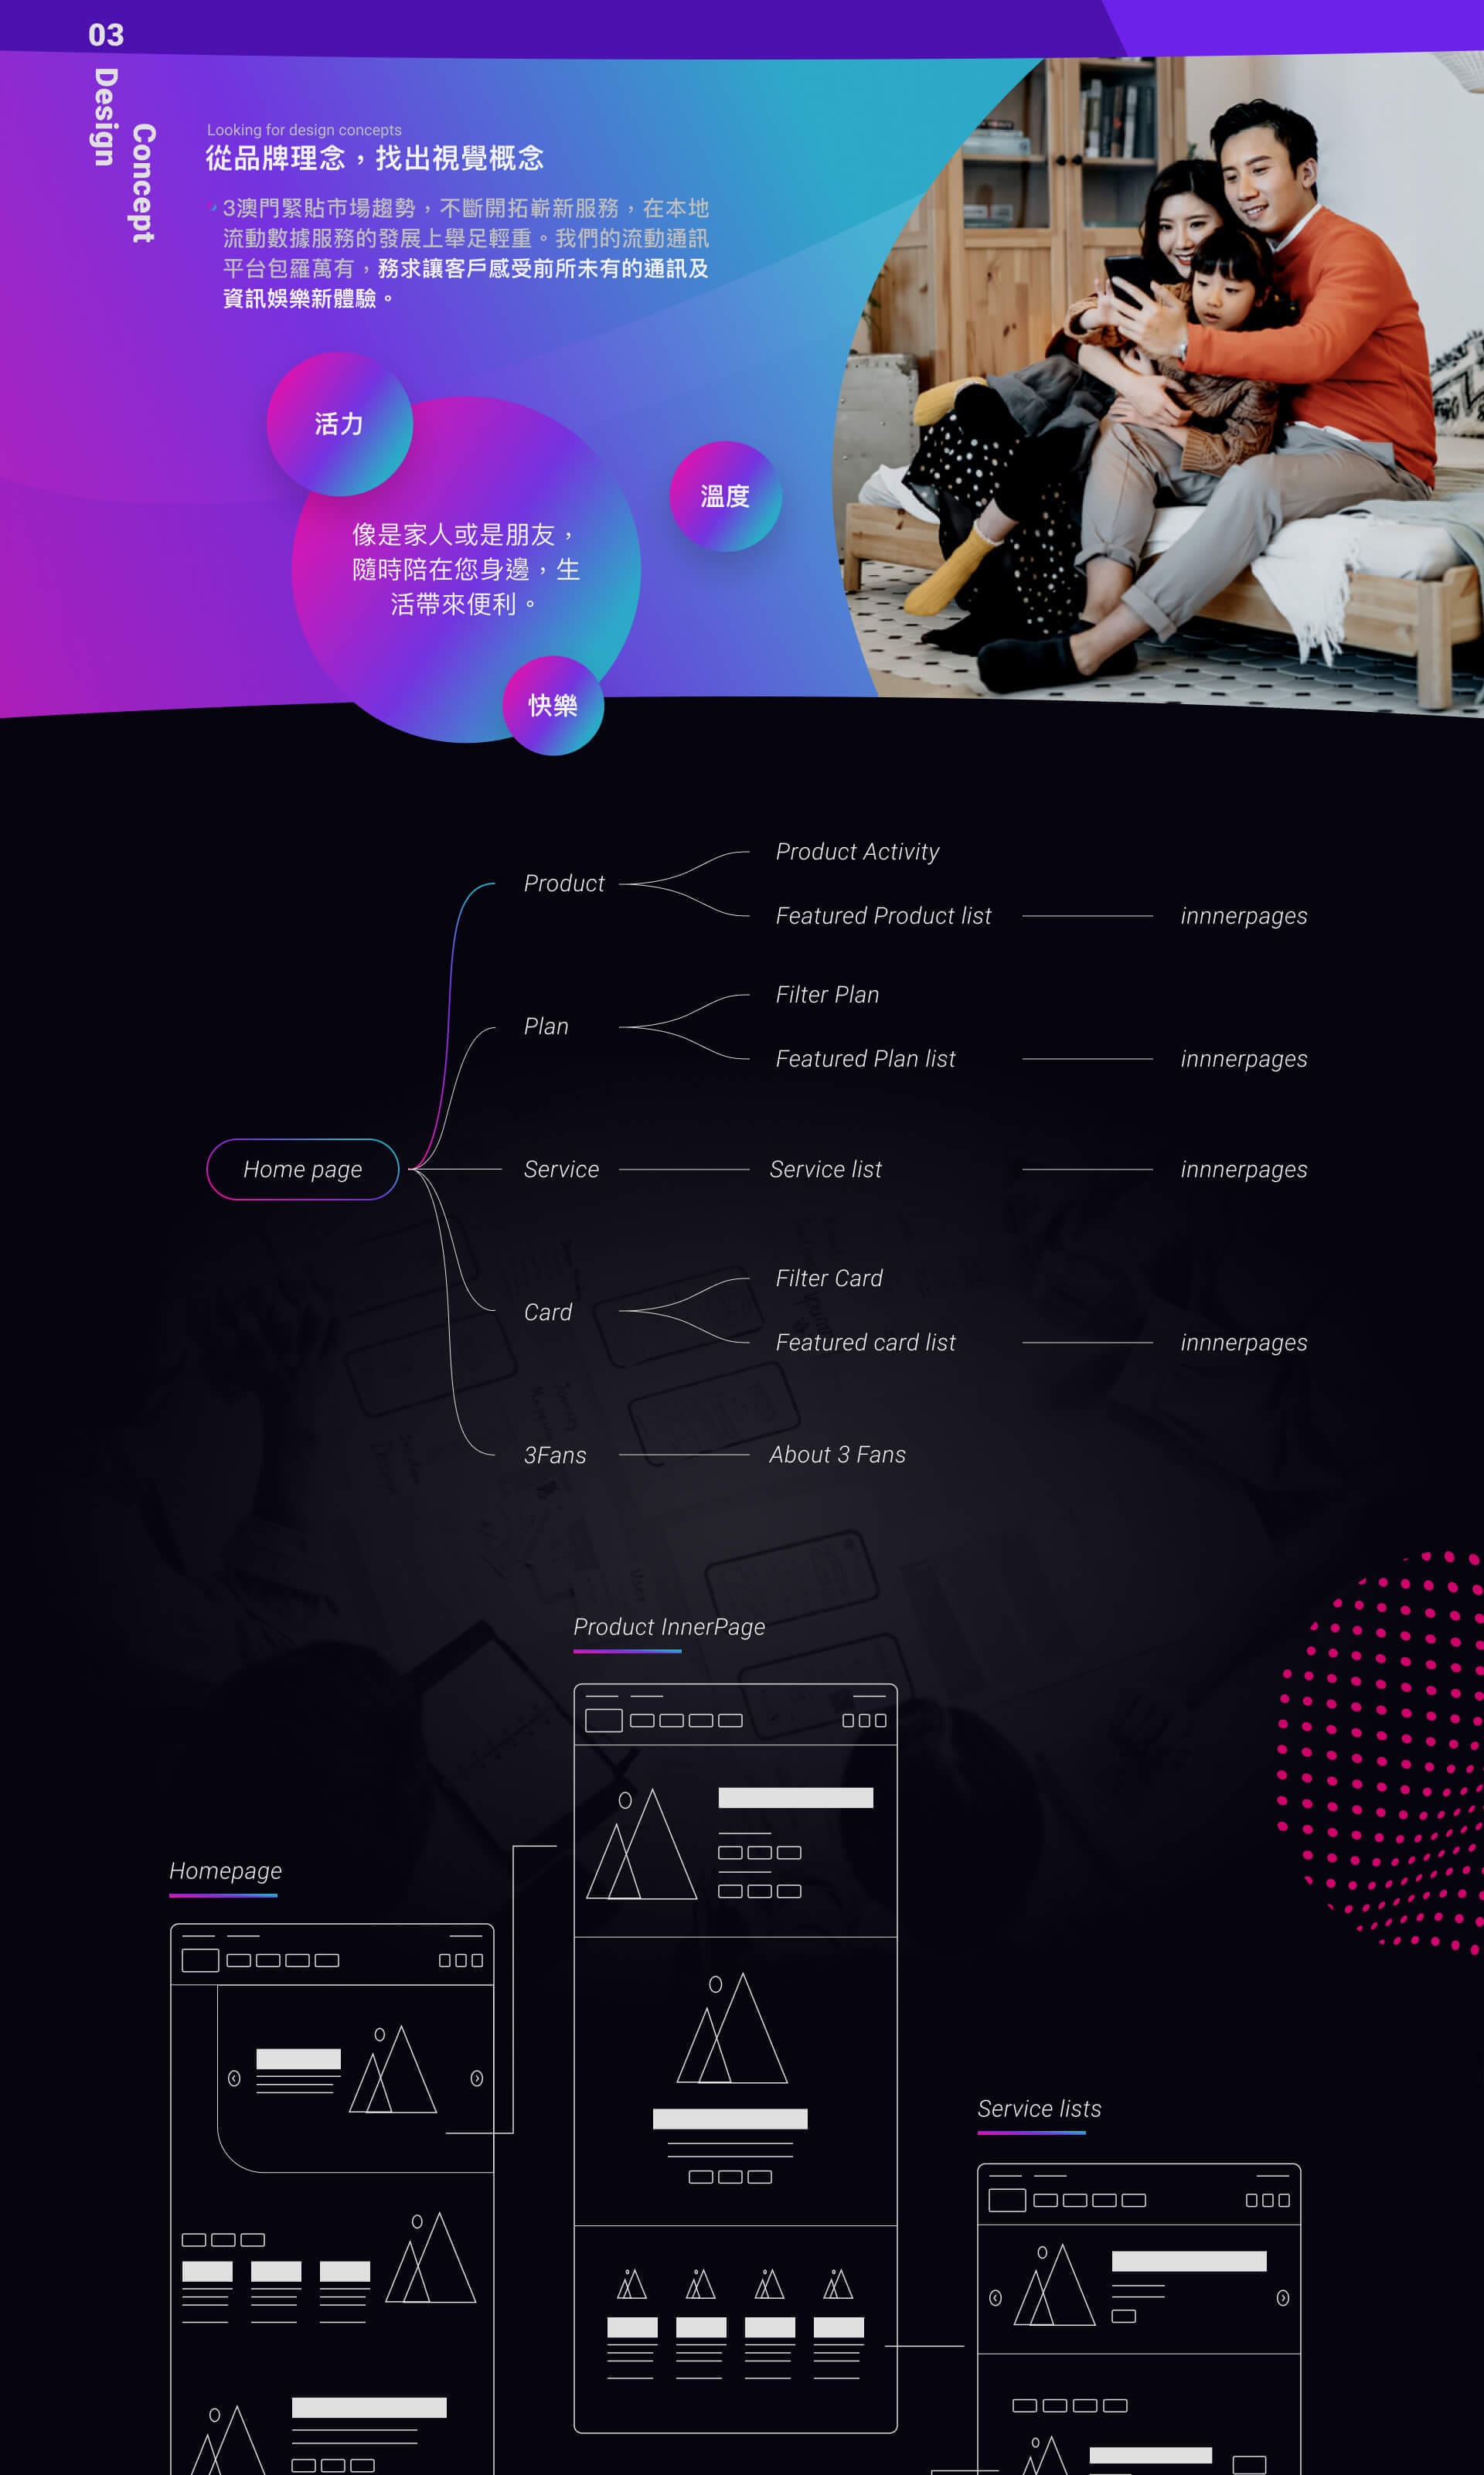 03
Design
Concept
Looking for design concepts
從品牌理念，找出視覺概念
3澳門緊貼市場趨勢，不斷開拓嶄新服務，在本地
流動數據服務的發展上舉足輕重。我們的流動通訊
平台包羅萬有，務求讓客戶感受前所未有的通訊及
資訊娛樂新體驗。
活力
溫度
像是家人或是朋友，
隨時陪在您身邊，生
活帶來便利。
快樂
Product Activity
Product
Featured Product list
innnerpages
Filter Plan
Plan
Featured Plan list
innnerpages
Home page
Service
Service list
innnerpages
Filter Card
Card
Featured card list
innnerpages
3Fans
About 3 Fans
Product InnerPage
Homepage
Service lists